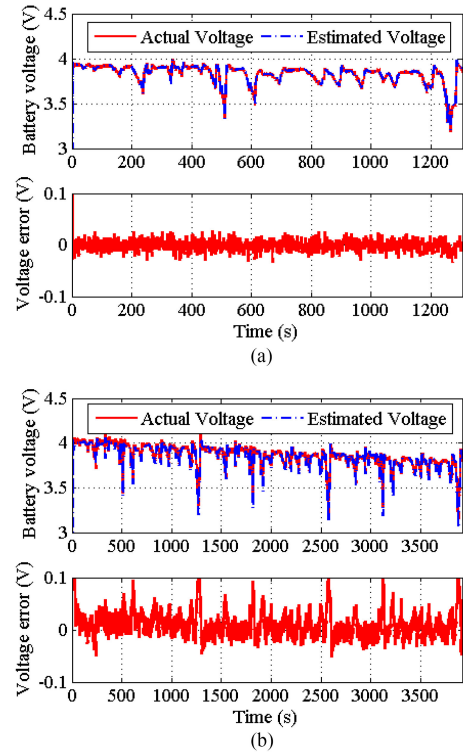 4.5
4
3.5
3
Battery voltage (V)
Actual Voltage
Estimated Voltage
0 200 400 600 800 1000 1200
0.1
0
-0.1
Voltage error (V)
0 200 400 600 800 1000 1200
Time (s)
(a)
4.5
4
3.5
3
Battery voltage (V)
Actual Voltage
Estimated Voltage
0 500 1000 1500 2000 2500 3000 3500
0.1
0
-0.1
Voltage error (V)
0 500 1000 1500 2000 2500 3000 3500
Time (s)
(b)